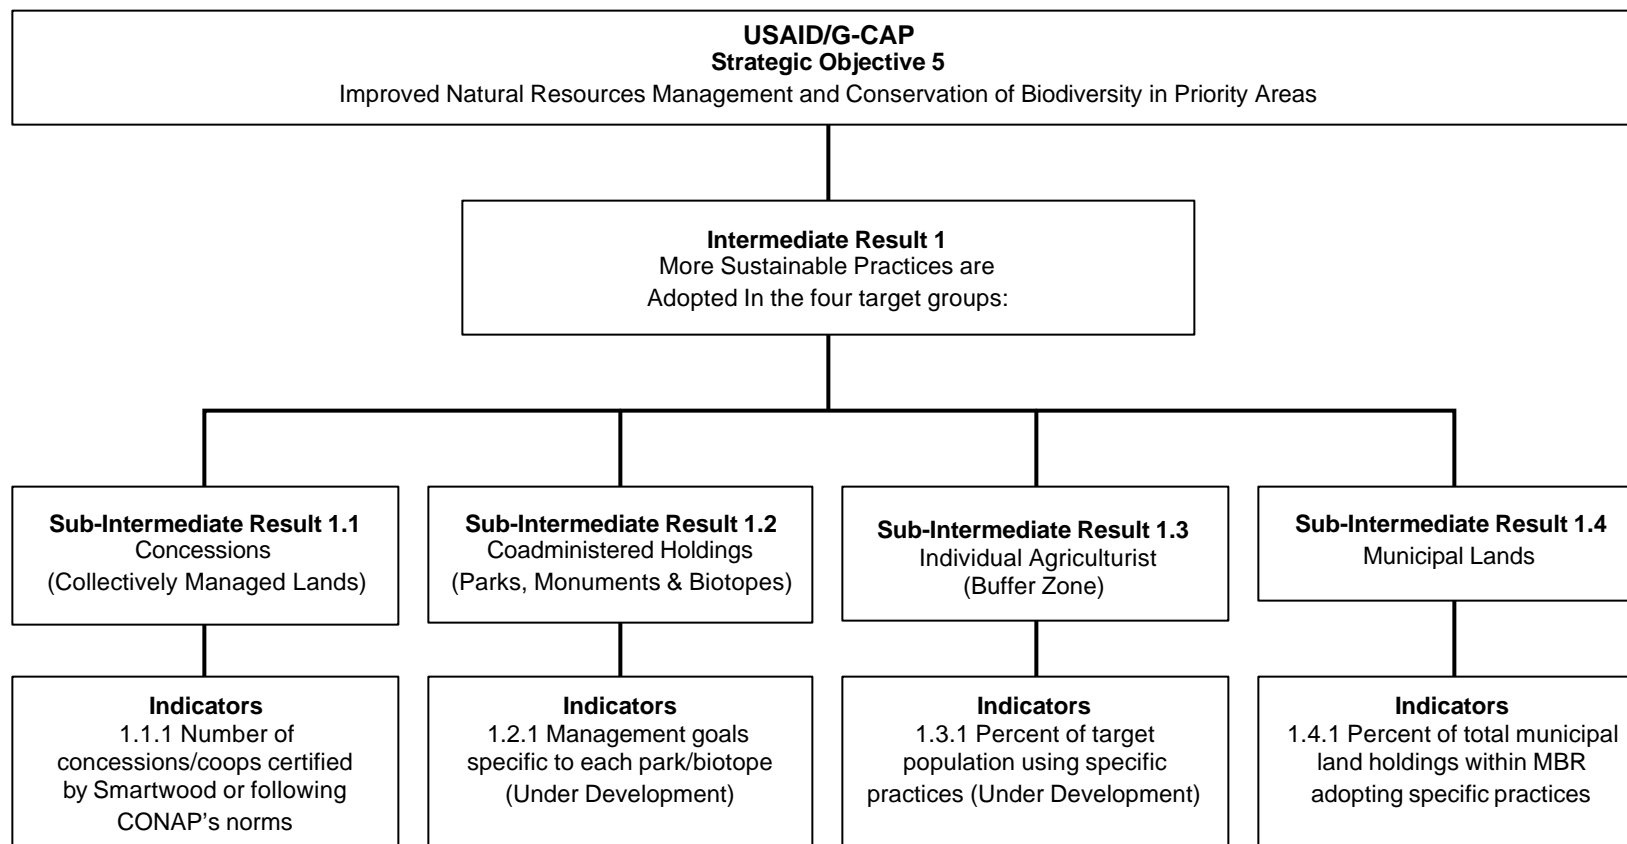 USAID/G-CAP
Strategic Objective 5
Improved Natural Resources Management and Conservation of Biodiversity in Priority Areas
Intermediate Result 1
More Sustainable Practices are
Adopted In the four target groups:
Sub-Intermediate Result 1.1
Concessions
(Collectively Managed Lands)
Sub-Intermediate Result 1.2
Coadministered Holdings
(Parks, Monuments & Biotopes)
Sub-Intermediate Result 1.3
Individual Agriculturist
(Buffer Zone)
Sub-Intermediate Result 1.4
Municipal Lands
Indicators
1.1.1 Number of
concessions/coops certified
by Smartwood or following
CONAP's norms
Indicators
1.2.1 Management goals
specific to each park/biotope
(Under Development)
Indicators
1.3.1 Percent of target
population using specific
practices (Under Development)
Indicators
1.4.1 Percent of total municipal
land holdings within MBR
adopting specific practices